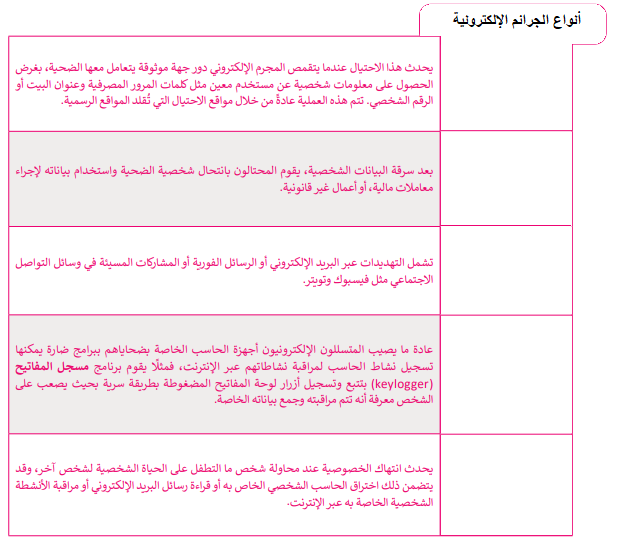 أنواع الجرائم الإلكترونية
يحدث هذا الاحتيال عندما يتقمص المجرم الإلكتروني دور جهة موثوقة يتعامل معها الضحية، بغرض
الحصول على معلومات شخصية عن مستخدم معين مثل كلمات المرور المصرفية وعنوان البيت أو
الرقم الشخصي. تتم هذه العملية عادةً من خلال مواقع الاحتيال التي تُقلد المواقع الرسمية.
بعد سرقة البيانات الشخصية، يقوم المحتالون بانتحال شخصية الضحية واستخدام بياناته لإجراء
معاملات مالية، أو أعمال غير قانونية.
تشمل التهديدات عبر البريد الإلكتروني أو الرسائل الفورية أو المشاركات المسيئة في وسائل التواصل
الاجتماعي مثل فيسبوك وتويتر.
عادة ما يصيب المتسللون الإلكترونيون أجهزة الحاسب الخاصة بضحاياهم ببرامج ضارة يمكنها
تسجيل نشاط الحاسب لمراقبة نشاطاتهم عبر الإنترنت، فمثلًا يقوم برنامج مسجل المفاتيح
(keylogger) بتتبع وتسجيل أزرار لوحة المفاتيح المضغوطة بطريقة سرية بحيث يصعب على
الشخص معرفة أنه تتم مراقبته وجمع بياناته الخاصة.
يحدث انتهاك الخصوصية عند محاولة شخص ما التطفل على الحياة الشخصية لشخص آخر، وقد
يتضمن ذلك اختراق الحاسب الشخصي الخاص به أو قراءة رسائل البريد الإلكتروني أو مراقبة الأنشطة
الشخصية الخاصة به عبر الإنترنت.